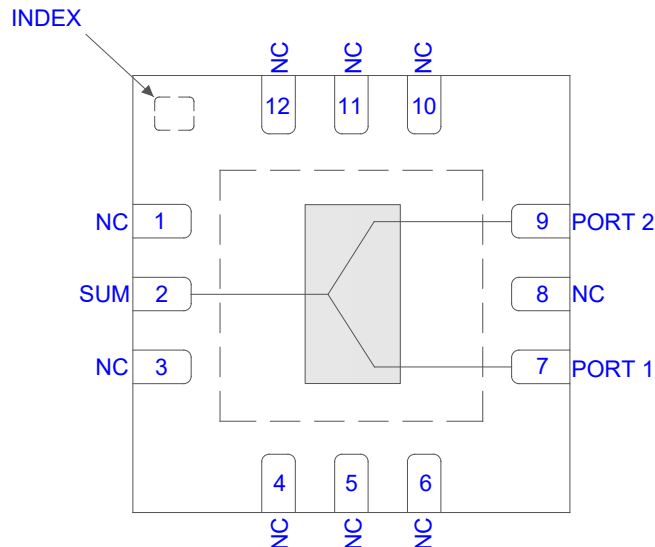 INDEX
NC NC NC
12 11 10
NC 1 9 PORT 2
SUM 2 8 NC
NC 3 7 PORT 1
4 5 6
NC NC NC